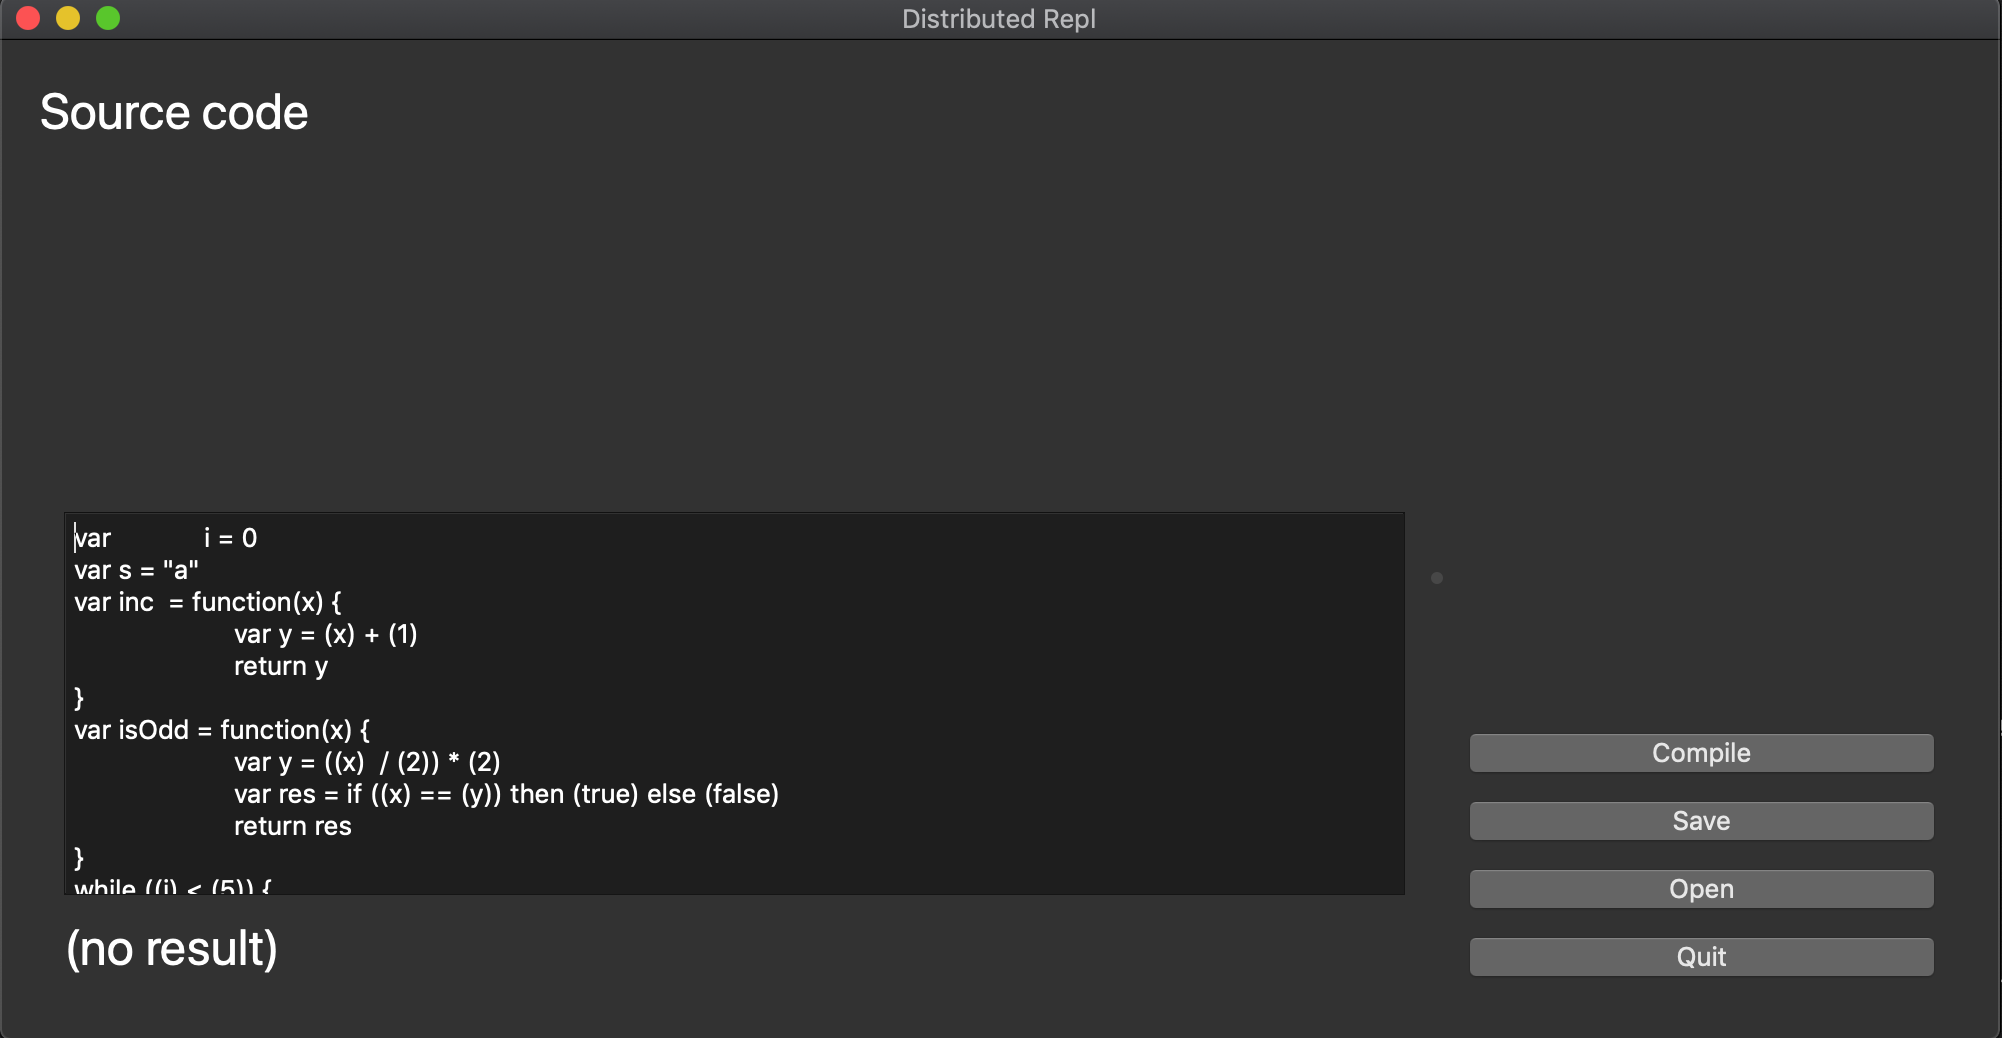 Distributed Repl
Source code
var          i = 0
var s = "a"
var inc  = function(x) {
            var y = (x) + (1)
            return y
}
var isOdd = function(x) {
            var y = ((x)  / (2)) * (2)
            var res = if ((x) == (y)) then (true) else (false)
            return res
}
while ((i) < (5)) {
(no result)
Compile
Save
Open
Quit